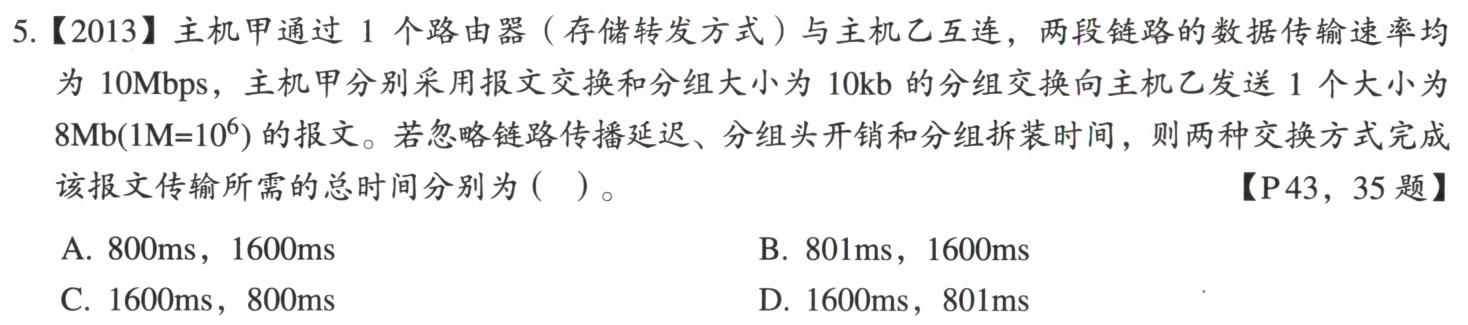 5.【2013】主机甲通过 1 个路由器（存储转发方式）与主机乙互连，两段链路的数据传输速率均
为 10Mbps，主机甲分别采用报文交换和分组大小为 10kb 的分组交换向主机乙发送 1 个大小为
8Mb(1M=10⁶) 的报文。若忽略链路传播延迟、分组头开销和分组拆装时间，则两种交换方式完成
该报文传输所需的总时间分别为（ ）。 【P43，35 题】
A. 800ms，1600ms B. 801ms，1600ms
C. 1600ms，800ms D. 1600ms，801ms